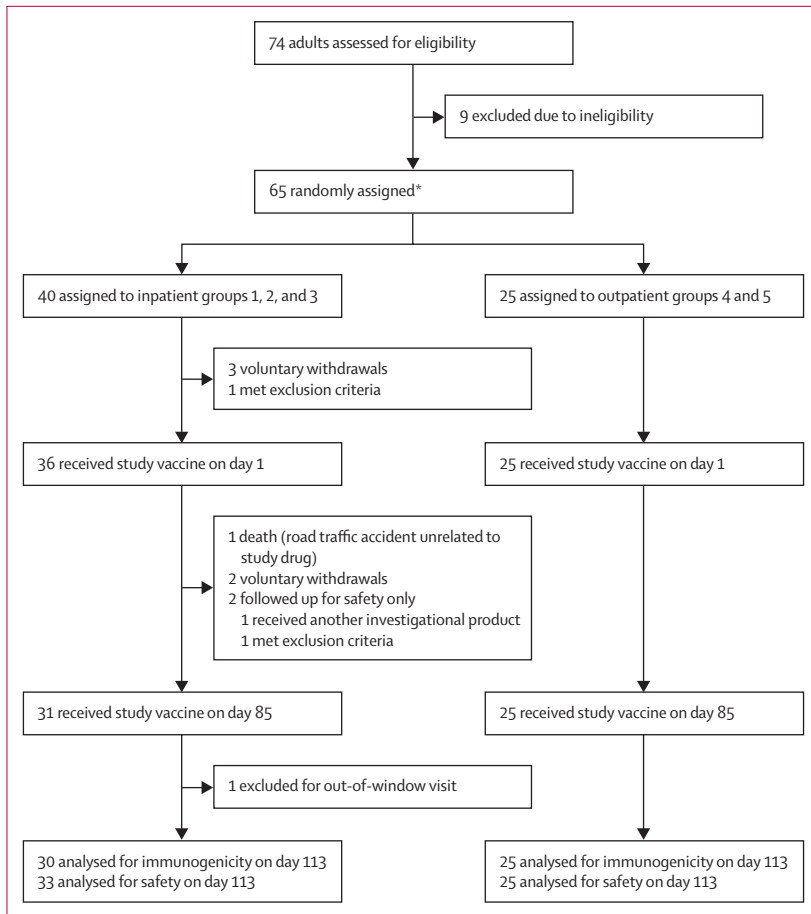 74 adults assessed for eligibility
9 excluded due to ineligibility
65 randomly assigned*
40 assigned to inpatient groups 1, 2, and 3
25 assigned to outpatient groups 4 and 5
3 voluntary withdrawals
1 met exclusion criteria
36 received study vaccine on day 1
25 received study vaccine on day 1
1 death (road traffic accident unrelated to
study drug)
2 voluntary withdrawals
2 followed up for safety only
1 received another investigational product
1 met exclusion criteria
31 received study vaccine on day 85
25 received study vaccine on day 85
1 excluded for out-of-window visit
30 analysed for immunogenicity on day 113
33 analysed for safety on day 113
25 analysed for immunogenicity on day 113
25 analysed for safety on day 113